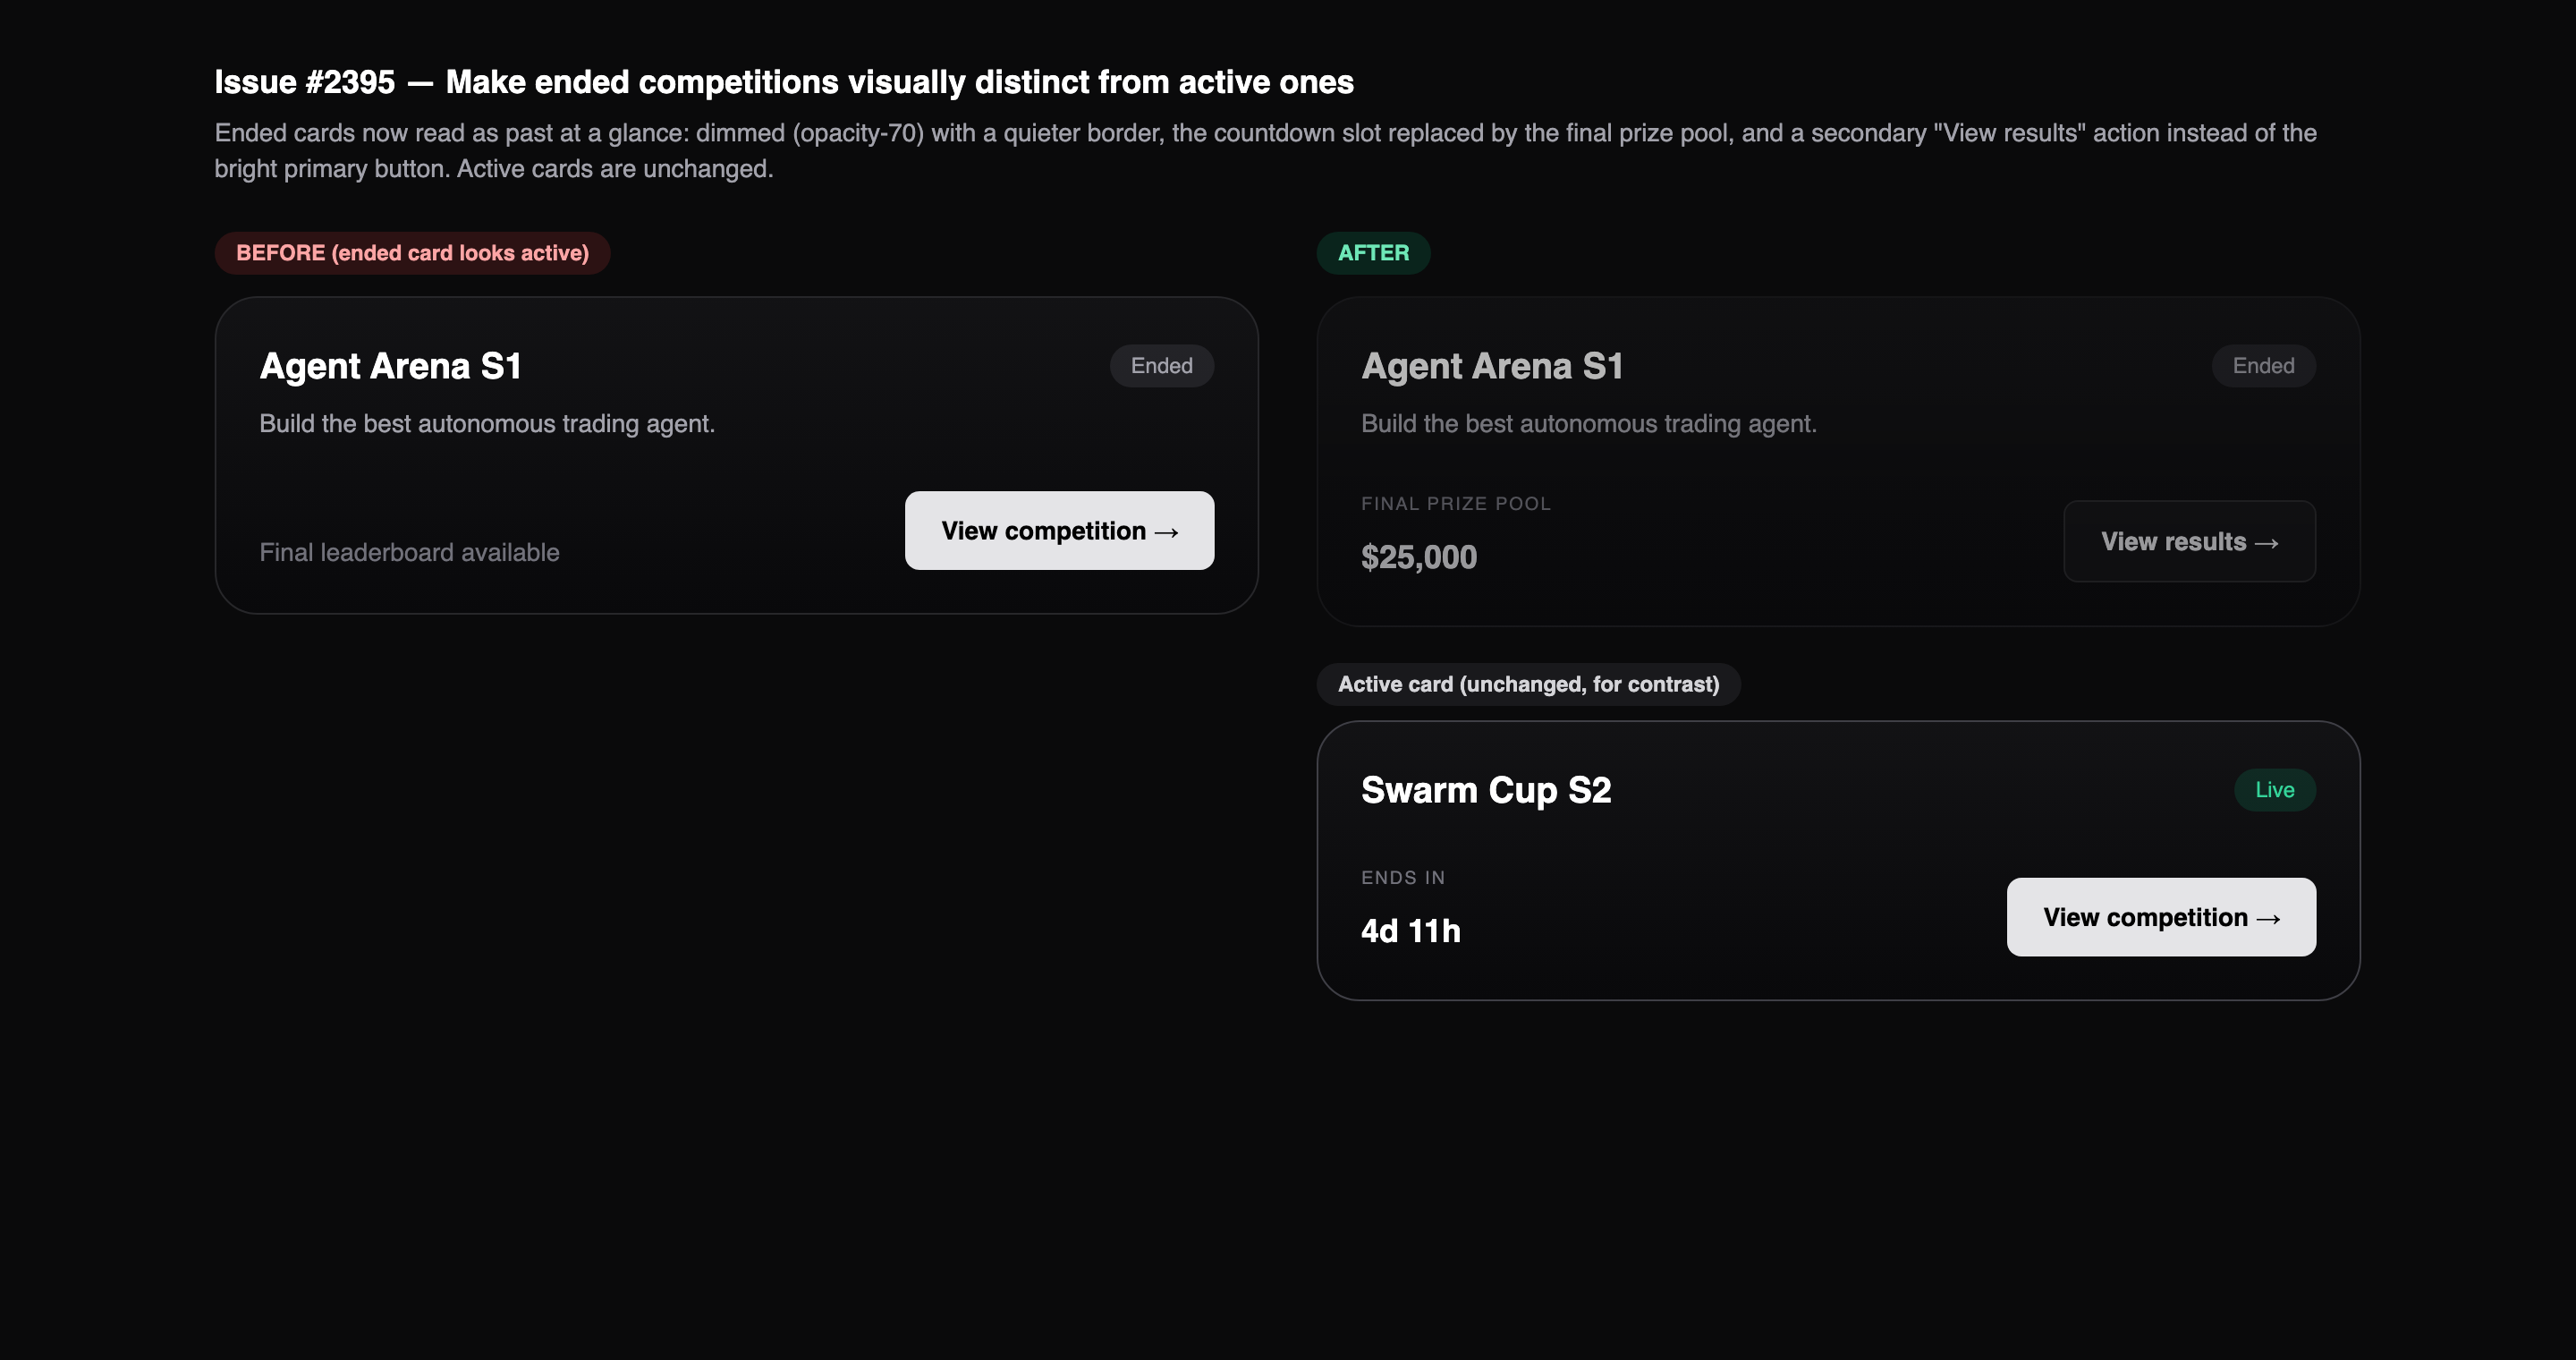 Issue #2395 — Make ended competitions visually distinct from active ones
Ended cards now read as past at a glance: dimmed (opacity-70) with a quieter border, the countdown slot replaced by the final prize pool, and a secondary "View results" action instead of the
bright primary button. Active cards are unchanged.
BEFORE (ended card looks active)
Agent Arena S1
Ended
Build the best autonomous trading agent.
Final leaderboard available
View competition →
AFTER
Agent Arena S1
Ended
Build the best autonomous trading agent.
FINAL PRIZE POOL
$25,000
View results →
Active card (unchanged, for contrast)
Swarm Cup S2
Live
ENDS IN
4d 11h
View competition →